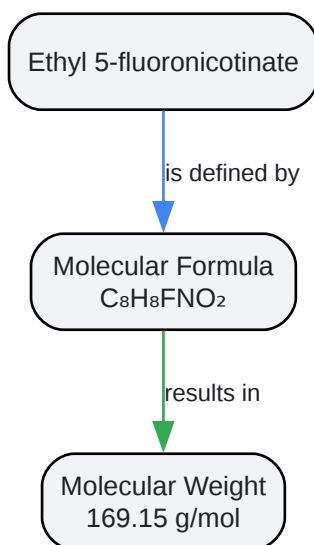 Ethyl 5-fluoronicotinate
is defined by
Molecular Formula
C₈H₈FNO₂
results in
Molecular Weight
169.15 g/mol